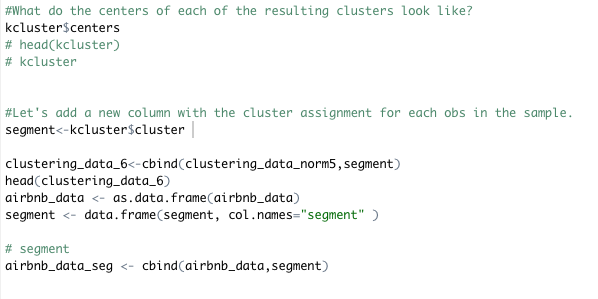 #What do the centers of each of the resulting clusters look like?
kcluster$centers
# head(kcluster)
# kcluster
#Let's add a new column with the cluster assignment for each obs in the sample.
segment<-kcluster$cluster
clustering_data_6<-cbind(clustering_data_norm5,segment)
head(clustering_data_6)
airbnb_data <- as.data.frame(airbnb_data)
segment <- data.frame(segment, col.names="segment" )
# segment
airbnb_data_seg <- cbind(airbnb_data,segment)